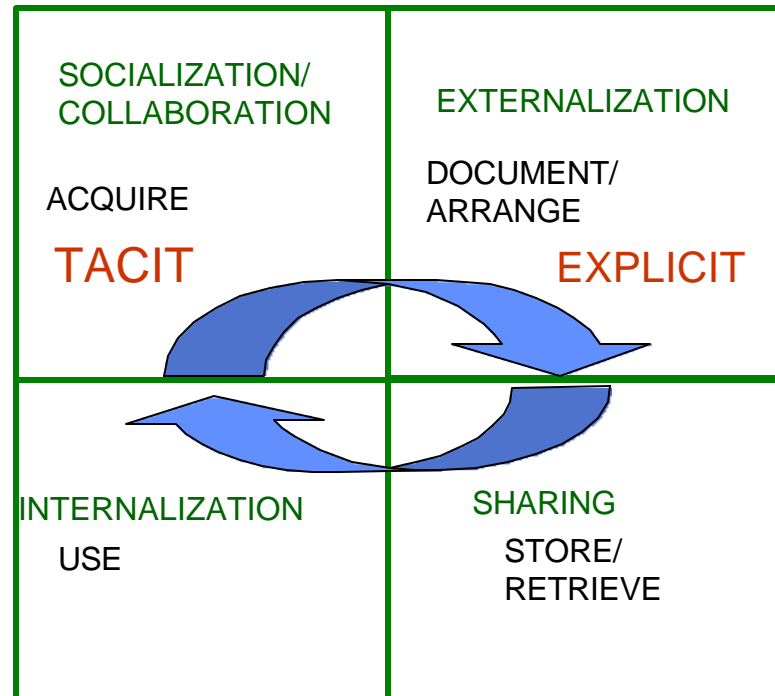 SOCIALIZATION/
COLLABORATION
ACQUIRE
TACIT
EXTERNALIZATION
DOCUMENT/
ARRANGE
EXPLICIT
INTERNALIZATION
USE
SHARING
STORE/
RETRIEVE